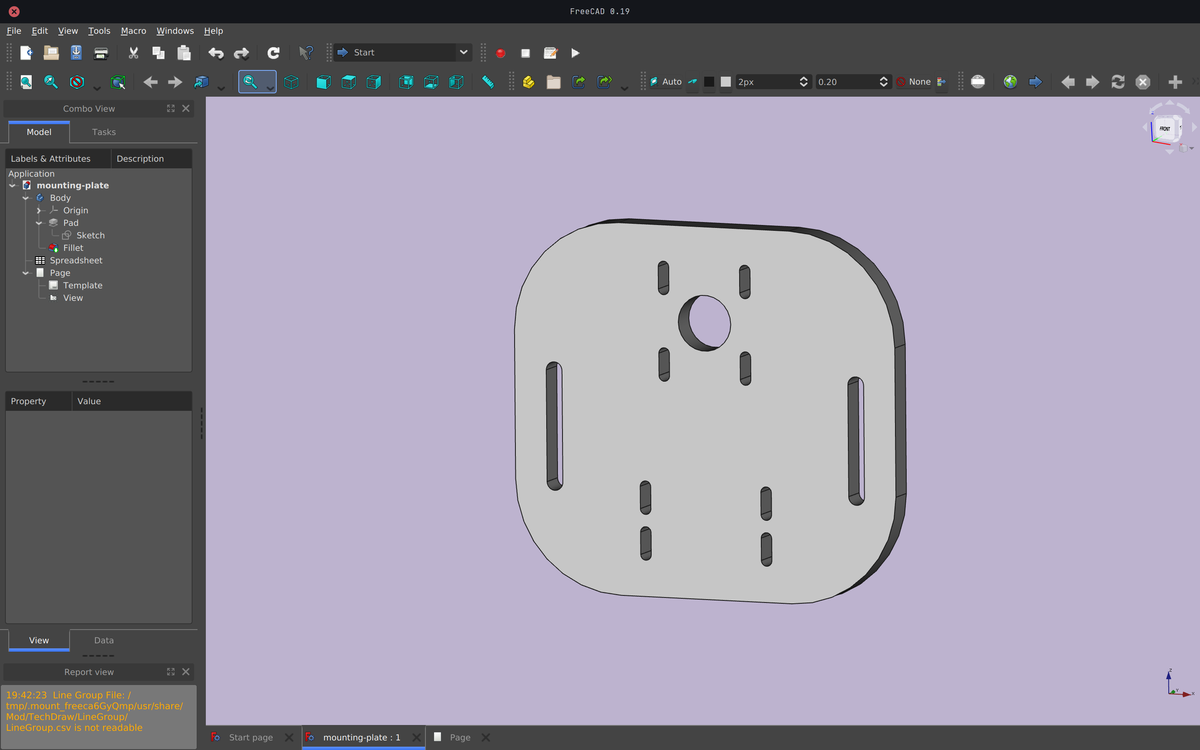 FreeCAD 0.19
File Edit View Tools Macro Windows Help
Start
Auto 2px 0.20 None
Combo View
Model Tasks
Labels & Attributes Description
Application
mounting-plate
Body
Origin
Pad
Sketch
Fillet
Spreadsheet
Page
Template
View
FRONT
Property Value
View Data
Report view
19:42:23 Line Group File: /
tmp/.mount_freeca6GyQmp/usr/share/
Mod/TechDraw/LineGroup/
LineGroup.csv is not readable
Start page mounting-plate : 1 Page